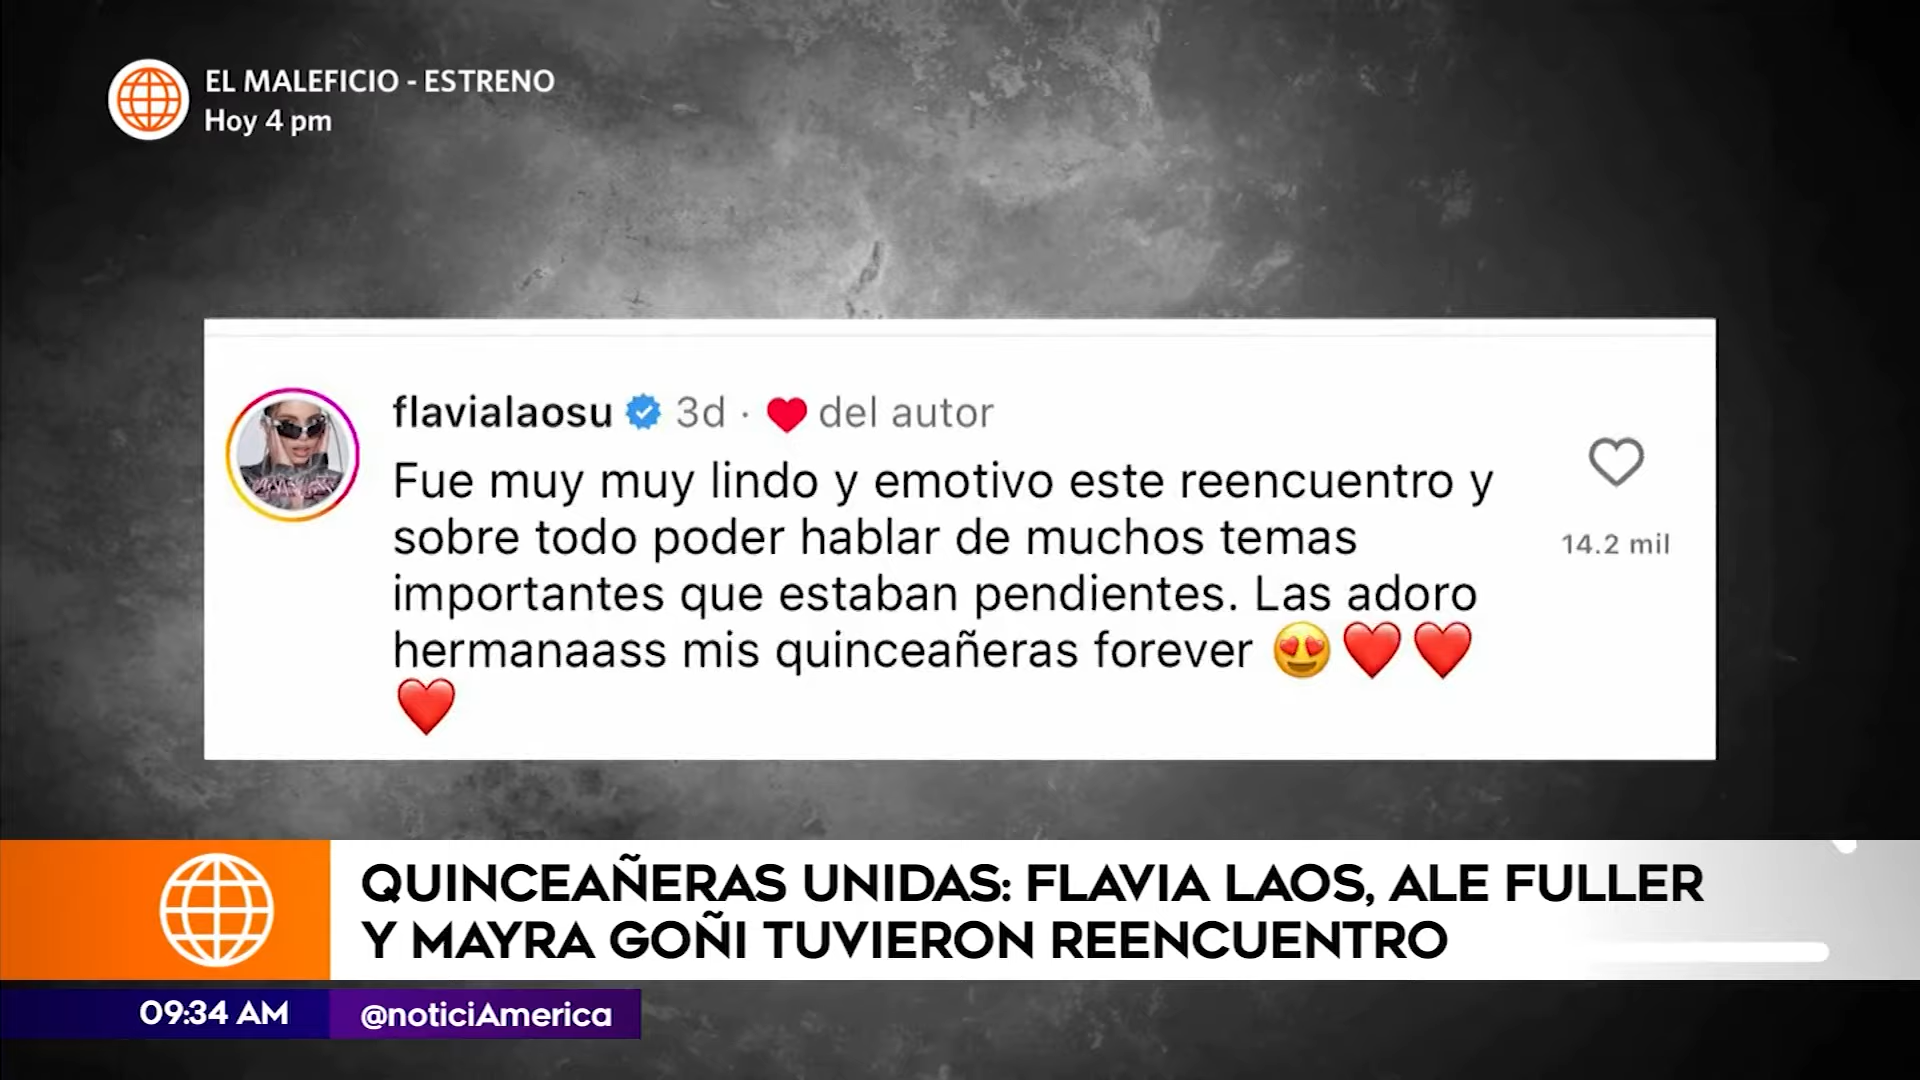 EL MALEFICIO - ESTRENO
Hoy 4 pm
flavialaosu 3d · ❤ del autor
Fue muy muy lindo y emotivo este reencuentro y
sobre todo poder hablar de muchos temas
importantes que estaban pendientes. Las adoro
hermanaass mis quinceañeras forever 😍❤️❤️
❤️
14.2 mil
QUINCEAÑERAS UNIDAS: FLAVIA LAOS, ALE FULLER
Y MAYRA GOÑI TUVIERON REENCUENTRO
09:34 AM @noticiAmerica